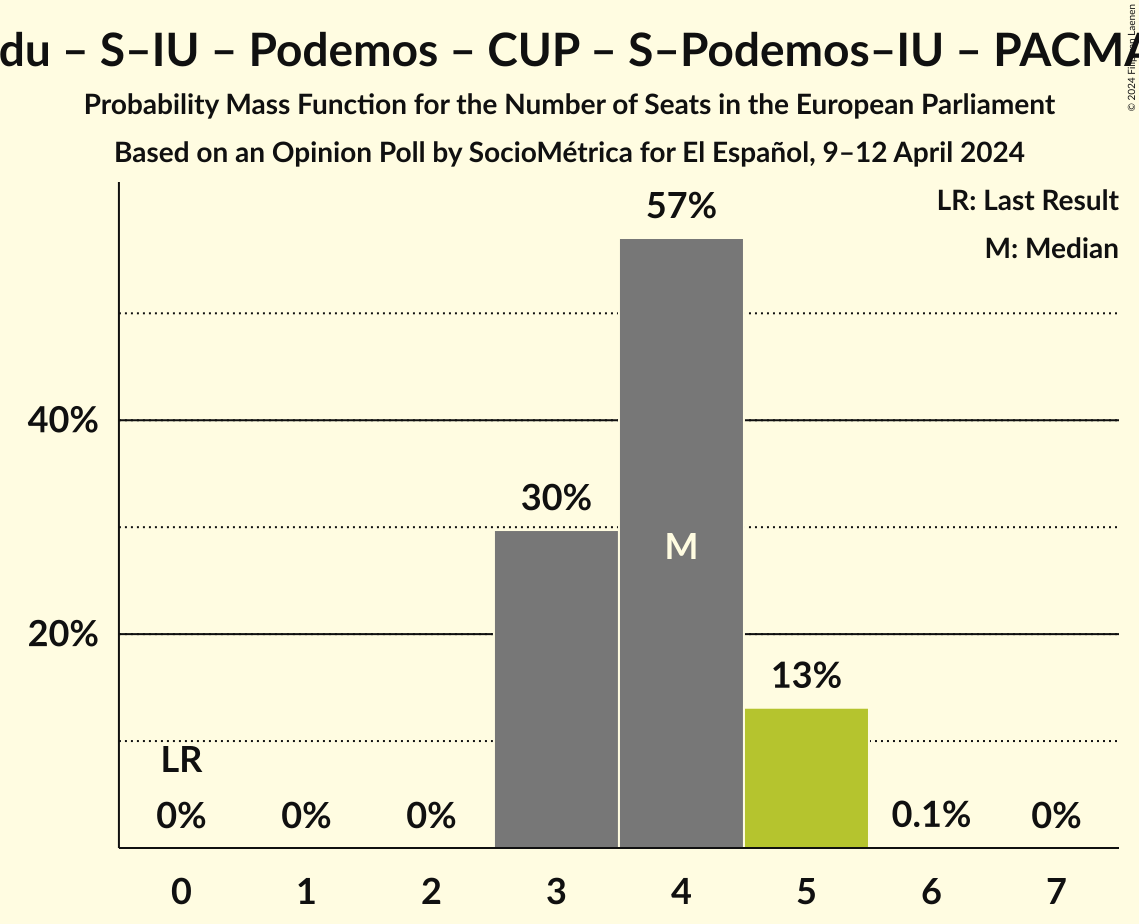 du – S–IU – Podemos – CUP – S–Podemos–IU – PACMA
© 2024 Filip van Laenen
Probability Mass Function for the Number of Seats in the European Parliament
Based on an Opinion Poll by SocioMétrica for El Español, 9–12 April 2024
LR: Last Result
M: Median
57%
40%
30%
M
20%
13%
LR
0% 0% 0% 0.1% 0%
0 1 2 3 4 5 6 7